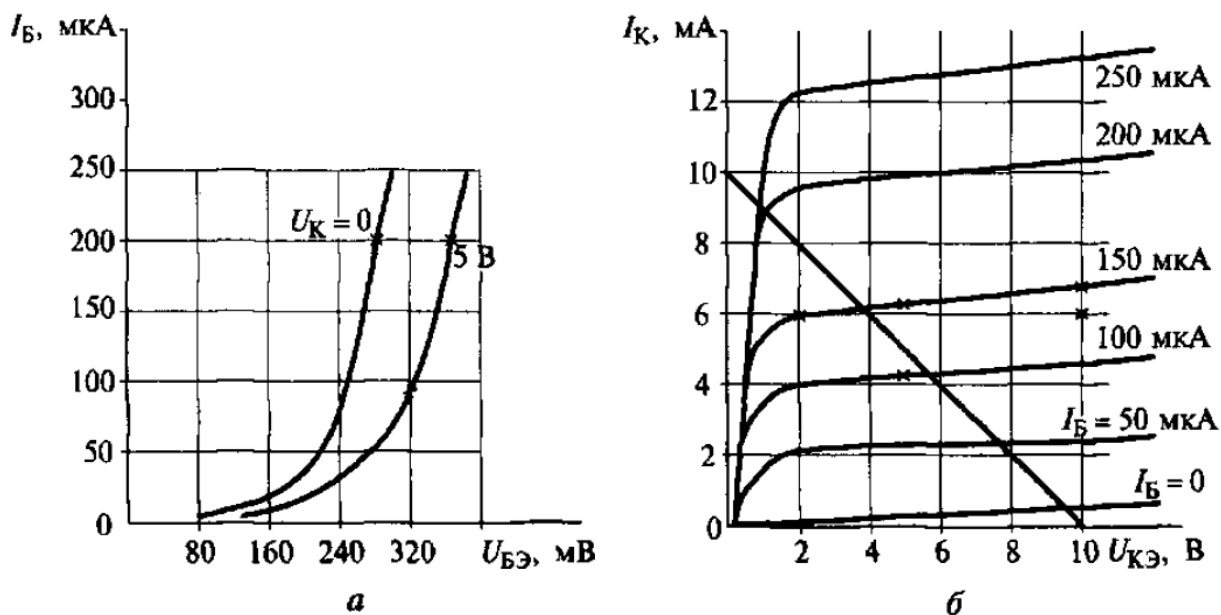 I_Б, мкА
300
250
200
150
100
50
0
80 160 240 320 U_БЭ, мВ
U_К = 0
5 В
а
I_К, мА
12
10
8
6
4
2
0
2 4 6 8 10 U_КЭ, В
250 мкА
200 мкА
150 мкА
100 мкА
I_Б = 50 мкА
I_Б = 0
б